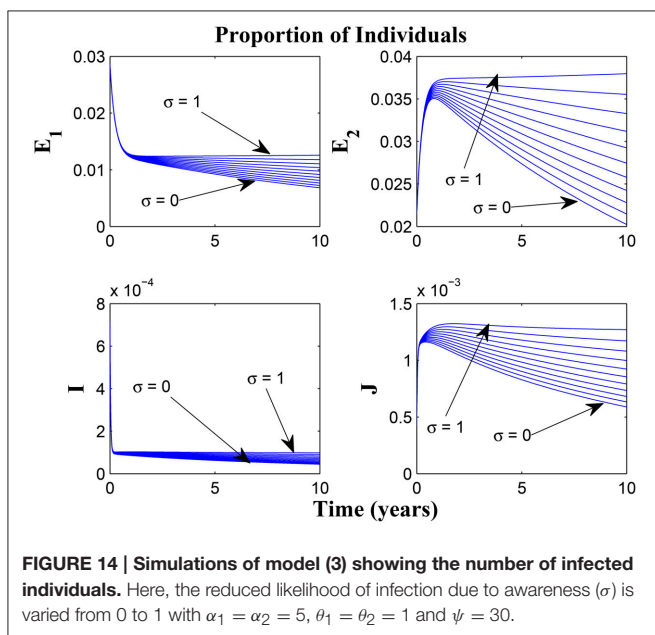 Proportion of Individuals
0.03
0.02
0.01
0
E₁
σ = 1
σ = 0
0
5
10
0.04
0.035
0.03
0.025
0.02
E₂
σ = 1
σ = 0
0
5
10
x 10⁻⁴
8
6
4
2
0
I
σ = 0
σ = 1
0
5
10
x 10⁻³
1.5
1
0.5
0
J
σ = 1
σ = 0
0
5
10
Time (years)
FIGURE 14 | Simulations of model (3) showing the number of infected
individuals. Here, the reduced likelihood of infection due to awareness (σ) is
varied from 0 to 1 with α₁ = α₂ = 5, θ₁ = θ₂ = 1 and ψ = 30.